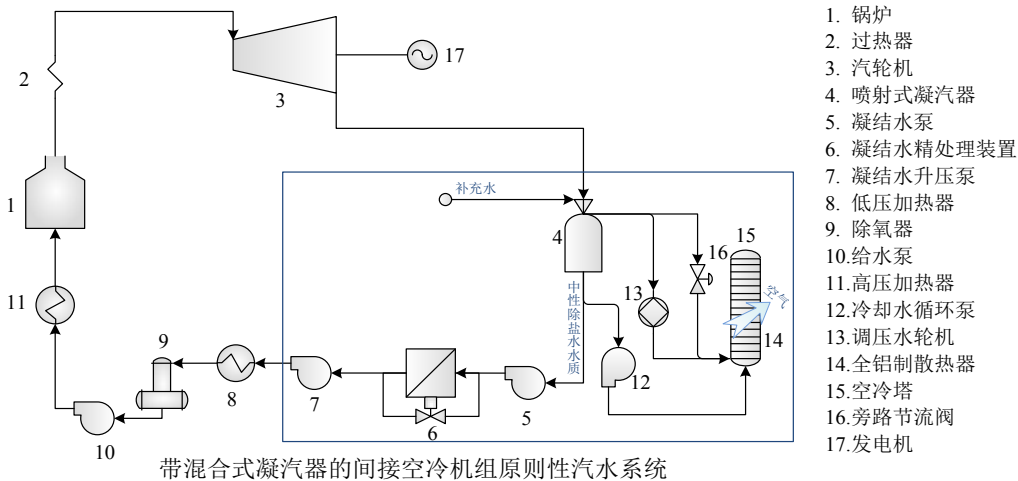 1. 锅炉
2. 过热器
3. 汽轮机
4. 喷射式凝汽器
5. 凝结水泵
6. 凝结水精处理装置
7. 凝结水升压泵
8. 低压加热器
9. 除氧器
10.给水泵
11.高压加热器
12.冷却水循环泵
13.调压水轮机
14.全铝制散热器
15.空冷塔
16.旁路节流阀
17.发电机
2
3
17
1
补充水
4
16
15
11
13
空气
中性除盐水水质
14
12
9
8
7
6
5
10
带混合式凝汽器的间接空冷机组原则性汽水系统